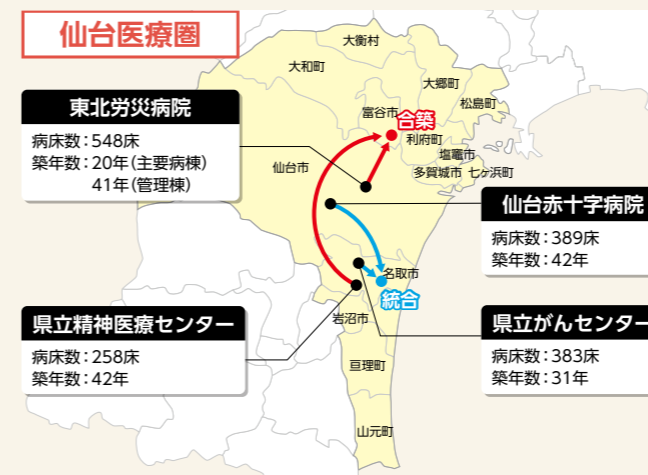 仙台医療圏
大衡村
大和町
大郷町
松島町
富谷市
合築
利府町
塩竈市
多賀城市 七ヶ浜町
仙台市
東北労災病院
病床数：548床
築年数：20年（主要病棟）
41年（管理棟）
仙台赤十字病院
病床数：389床
築年数：42年
名取市
統合
岩沼市
県立精神医療センター
病床数：258床
築年数：42年
県立がんセンター
病床数：383床
築年数：31年
亘理町
山元町